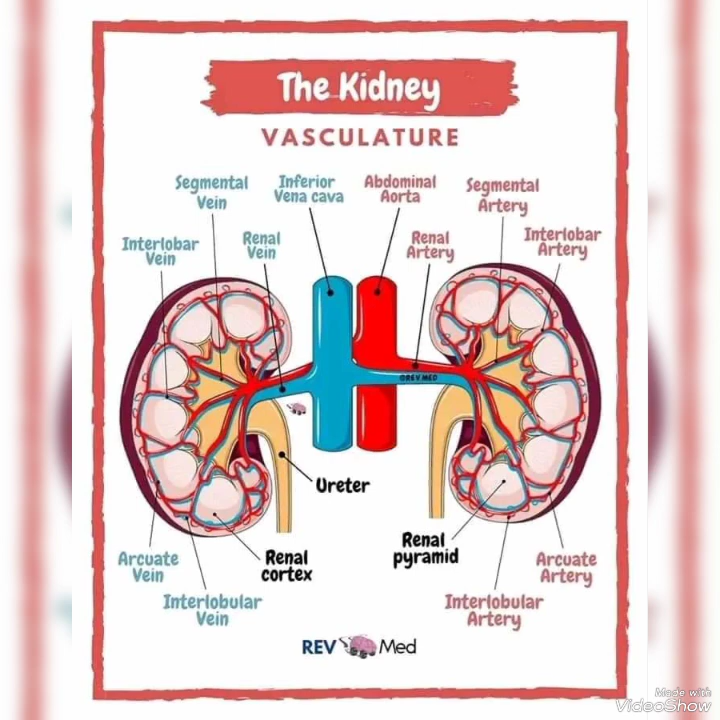 The Kidney
VASCULATURE
Segmental
Vein
Inferior
Vena cava
Abdominal
Aorta
Segmental
Artery
Interlobar
Vein
Renal
Vein
Renal
Artery
Interlobar
Artery
©REV MED
Ureter
Renal
cortex
Renal
pyramid
Arcuate
Vein
Arcuate
Artery
Interlobular
Vein
Interlobular
Artery
REV Med
Made with
VideoShow